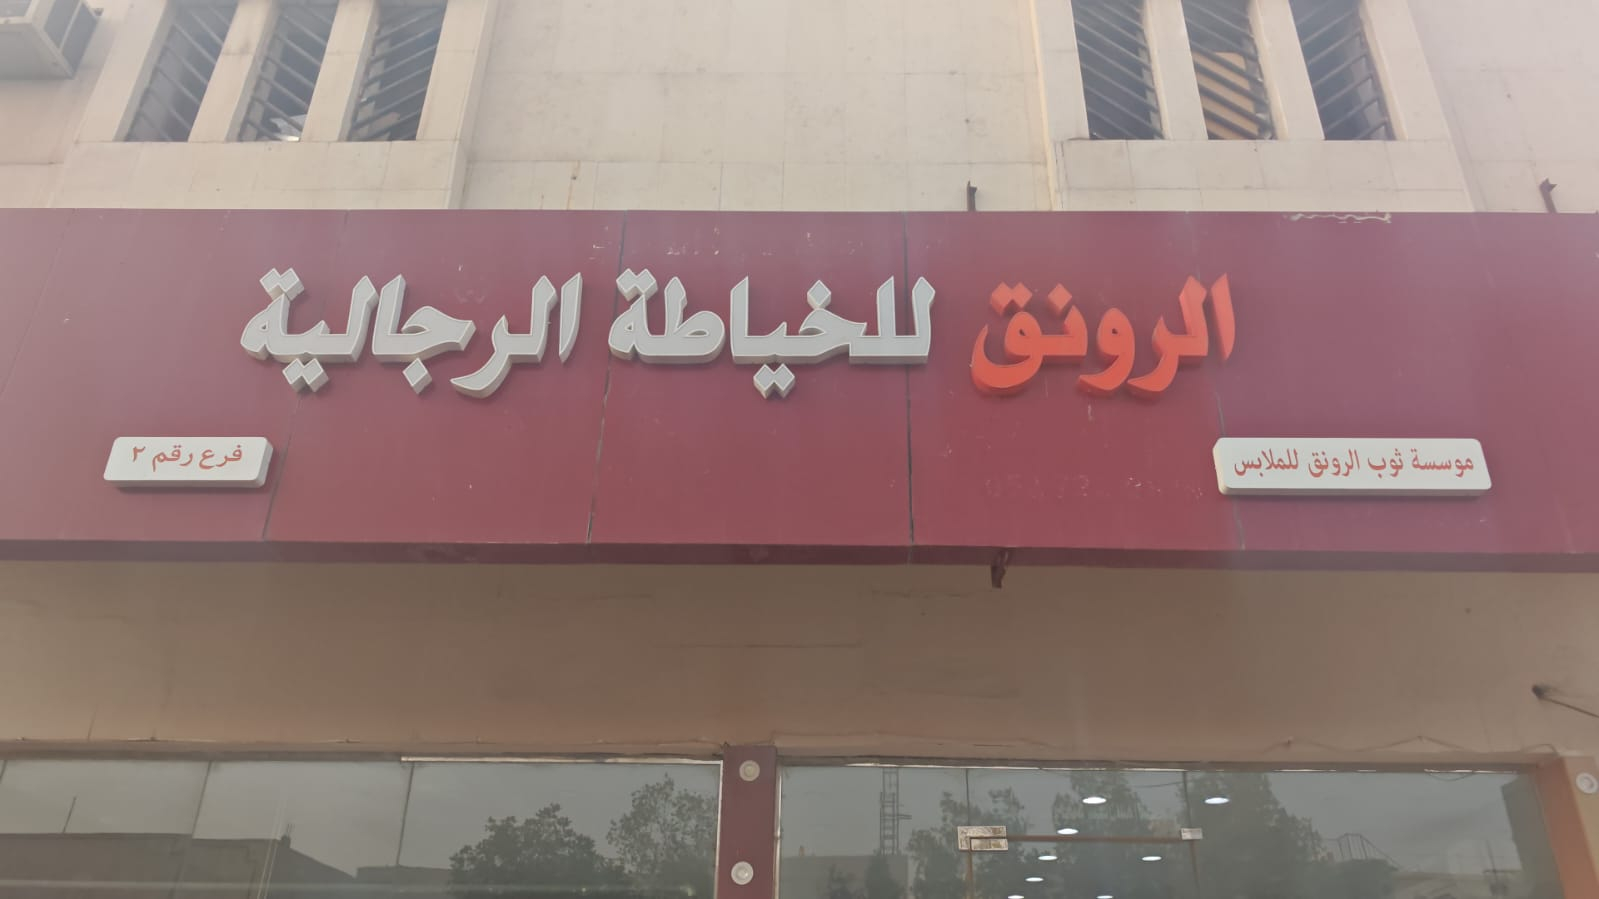 الرونق للخياطة الرجالية
موسسة ثوب الرونق للملابس
فرع رقم ٢